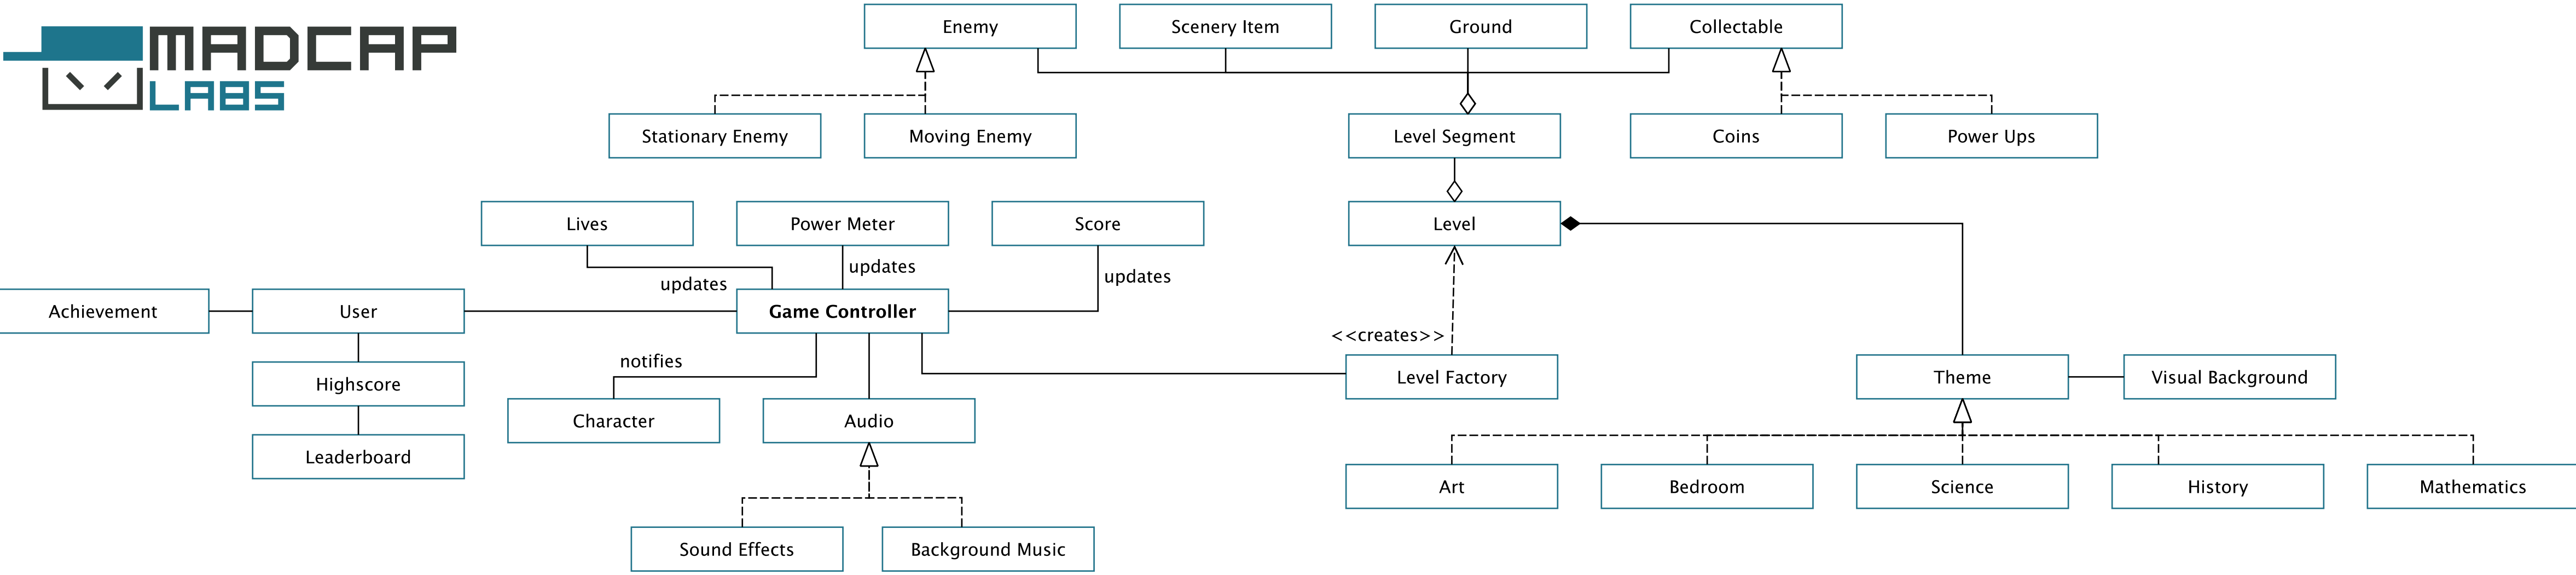 MADCAP
LABS
Enemy
Scenery Item
Ground
Collectable
Stationary Enemy
Moving Enemy
Level Segment
Coins
Power Ups
Lives
Power Meter
Score
Level
updates
updates
updates
Achievement
User
Game Controller
<<creates>>
notifies
Highscore
Level Factory
Theme
Visual Background
Character
Audio
Leaderboard
Art
Bedroom
Science
History
Mathematics
Sound Effects
Background Music